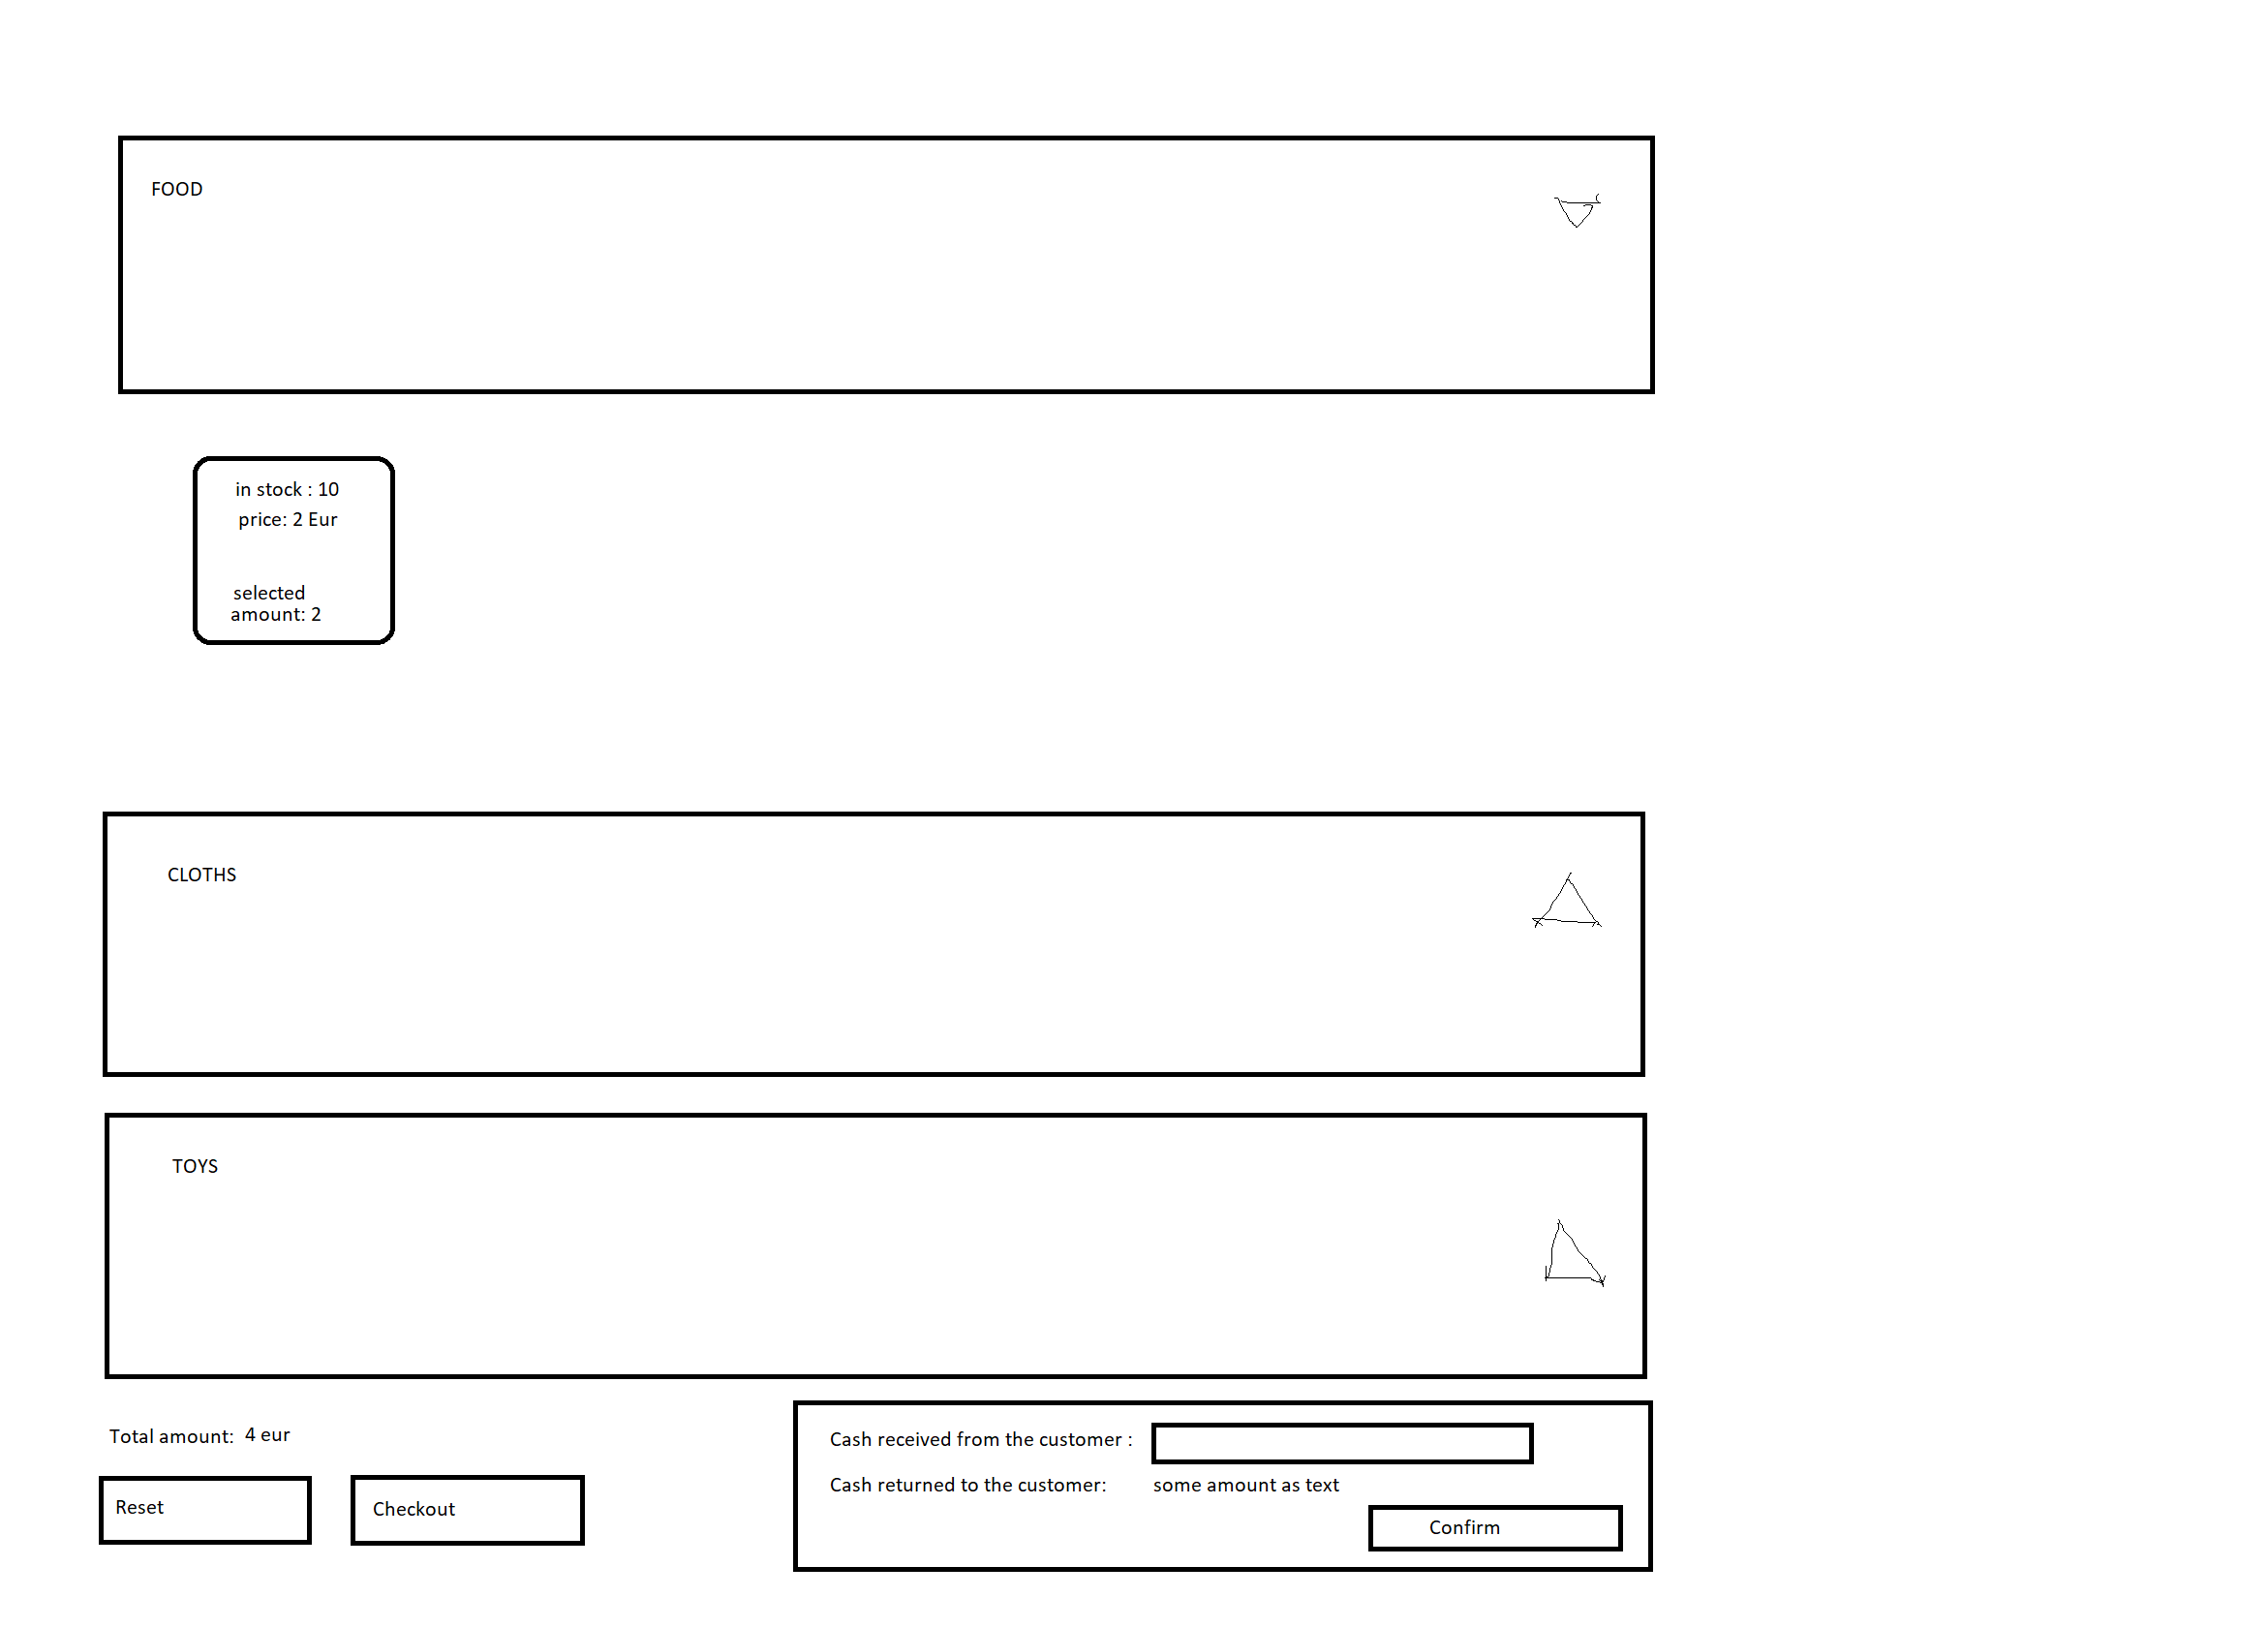 FOOD
in stock : 10
price: 2 Eur
selected
amount: 2
CLOTHS
TOYS
Total amount: 4 eur
Reset
Checkout
Cash received from the customer :
Cash returned to the customer: some amount as text
Confirm